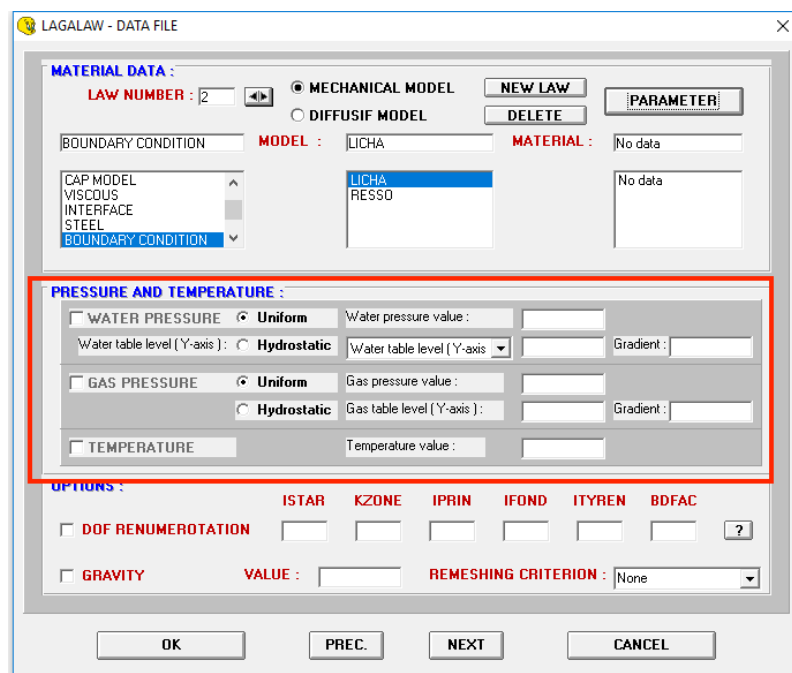 LAGALAW - DATA FILE
MATERIAL DATA :
LAW NUMBER : 2
MECHANICAL MODEL
NEW LAW
PARAMETER
DIFFUSIF MODEL
DELETE
BOUNDARY CONDITION MODEL : LICHA MATERIAL : No data
CAP MODEL
VISCOUS
INTERFACE
STEEL
BOUNDARY CONDITION
LICHA
RESSO
No data
PRESSURE AND TEMPERATURE :
WATER PRESSURE Uniform Water pressure value :
Water table level ( Y-axis ) : Hydrostatic Water table level ( Y-axis Gradient :
GAS PRESSURE Uniform Gas pressure value :
Hydrostatic Gas table level ( Y-axis ) : Gradient :
TEMPERATURE Temperature value :
OPTIONS :
ISTAR KZONE IPRIN IFOND ITYREN BDFAC
DOF RENUMEROTATION ?
GRAVITY VALUE : REMESHING CRITERION : None
OK PREC. NEXT CANCEL